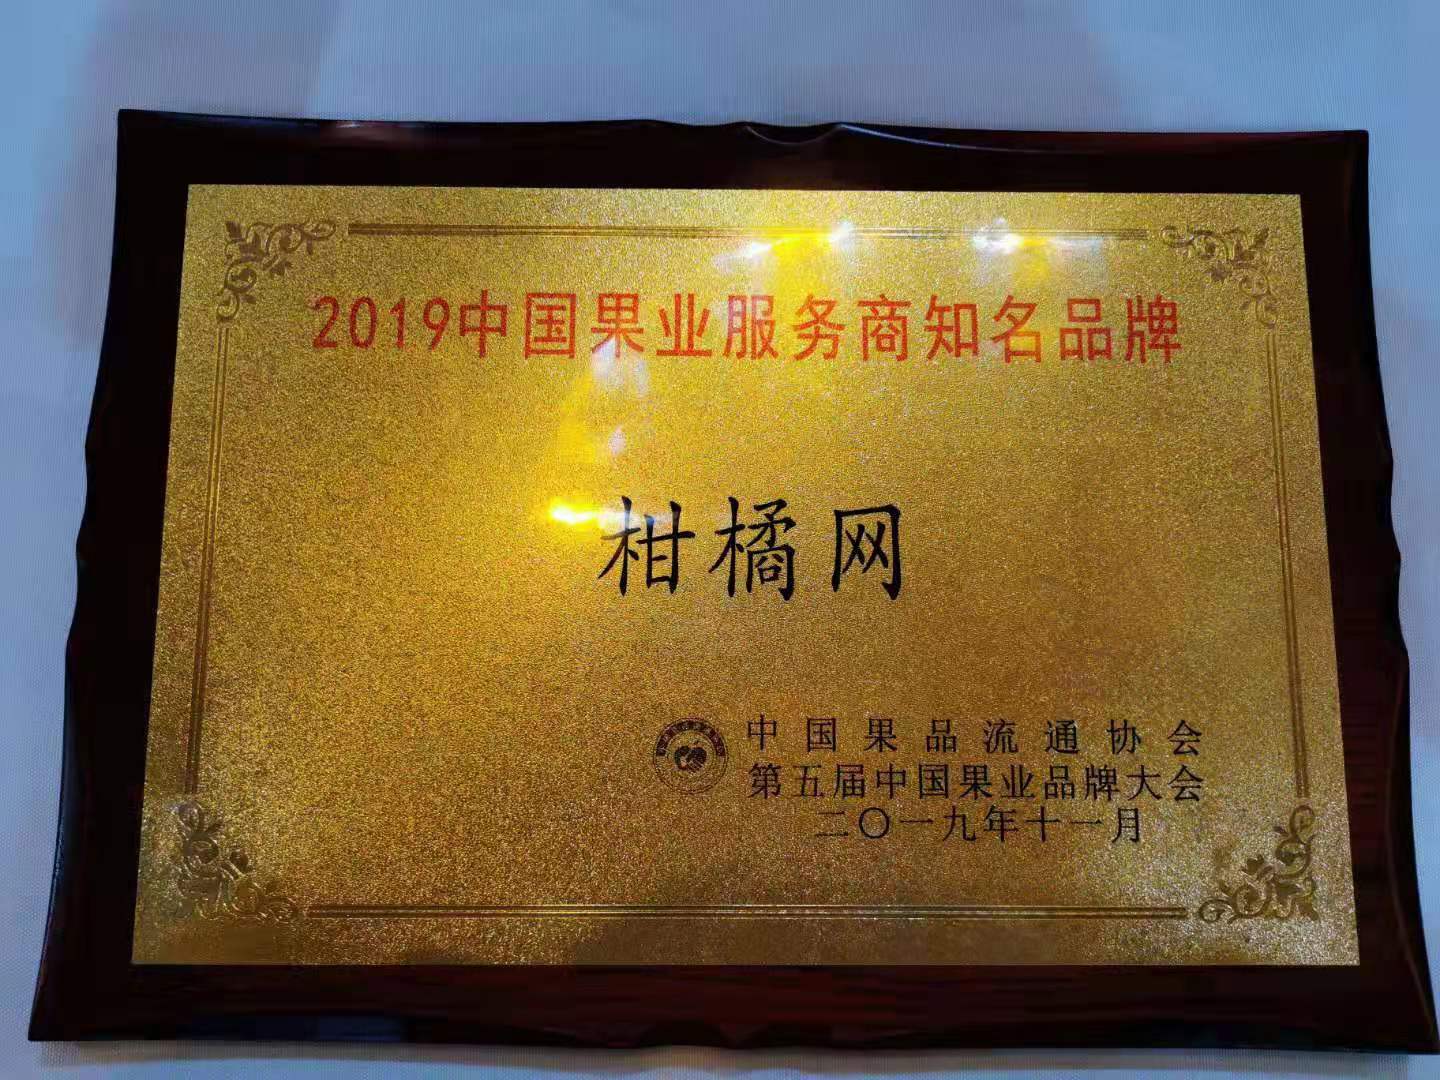 2019中国果业服务商知名品牌
柑橘网
中国果品流通协会
第五届中国果业品牌大会
二〇一九年十一月